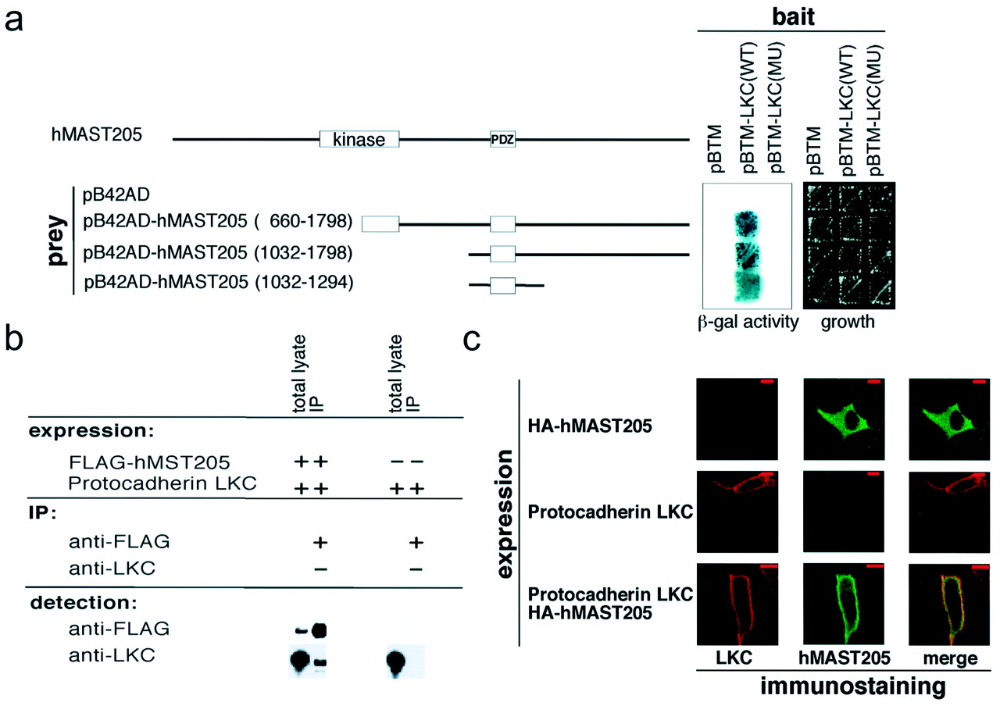 a
bait
pBTM
pBTM-LKC(WT)
pBTM-LKC(MU)
pBTM
pBTM-LKC(WT)
pBTM-LKC(MU)
hMAST205
kinase
PDZ
prey
pB42AD
pB42AD-hMAST205 ( 660-1798)
pB42AD-hMAST205 (1032-1798)
pB42AD-hMAST205 (1032-1294)
β-gal activity
growth
b
total lyate
IP
total lyate
IP
expression:
FLAG-hMST205 + + − −
Protocadherin LKC + + + +
IP:
anti-FLAG + +
anti-LKC − −
detection:
anti-FLAG
anti-LKC
c
expression
HA-hMAST205
Protocadherin LKC
Protocadherin LKC
HA-hMAST205
LKC
hMAST205
merge
immunostaining